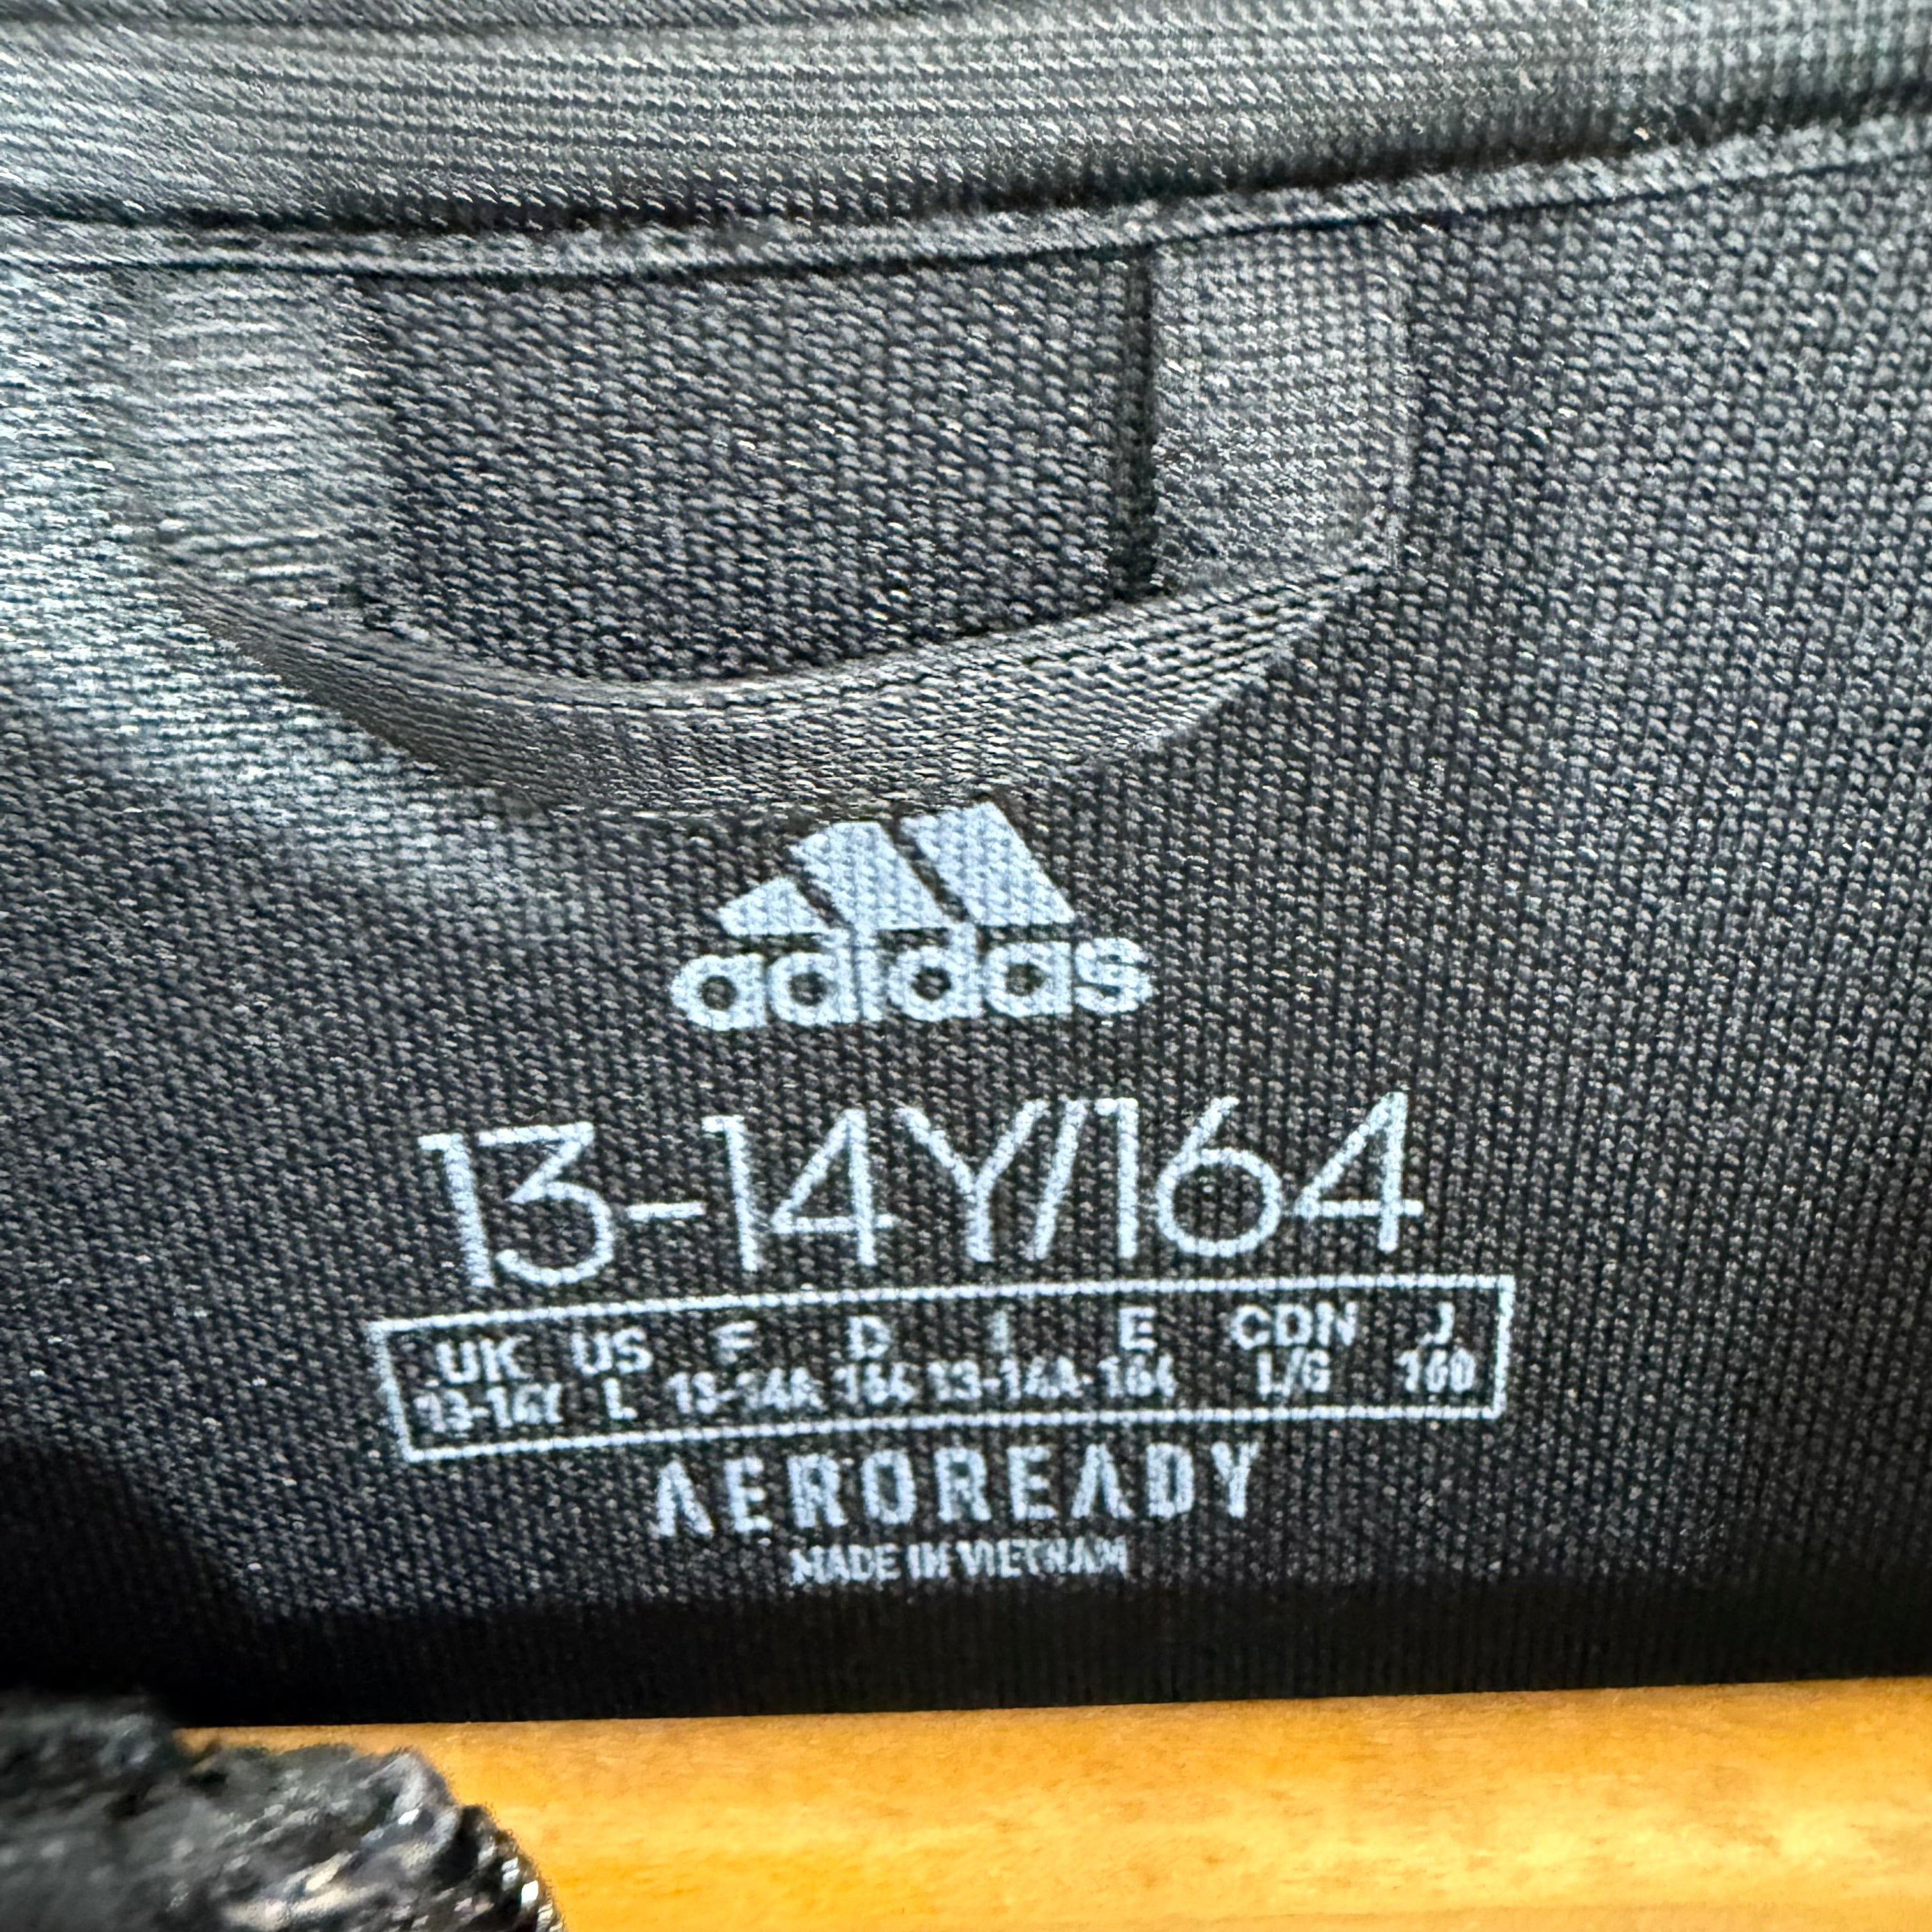 adidas
13-14Y/164
UK US F D I E CDN J
13-14Y L 13-14A 164 13-14A 164 L/G 160
AEROREADY
MADE IN VIETNAM